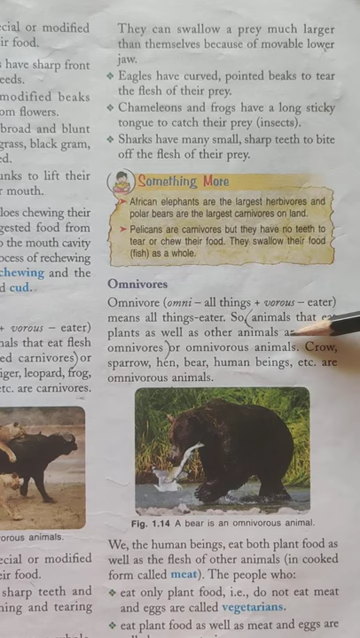 ecial or modified
ir food.
s have sharp front
eeds.
modified beaks
om flowers.
broad and blunt
grass, black gram,
ed.
unks to lift their
r mouth.
loes chewing their
gested food from
o the mouth cavity
ocess of rechewing
chewing and the
d cud.
+ vorous – eater)
nals that eat flesh
ed carnivores) or
iger, leopard, frog,
etc. are carnivores.
orous animals.
ecial or modified
eir food.
sharp teeth and
ning and tearing
They can swallow a prey much larger
than themselves because of movable lower
jaw.
❖ Eagles have curved, pointed beaks to tear
the flesh of their prey.
❖ Chameleons and frogs have a long sticky
tongue to catch their prey (insects).
❖ Sharks have many small, sharp teeth to bite
off the flesh of their prey.
Something More
➤ African elephants are the largest herbivores and
polar bears are the largest carnivores on land.
➤ Pelicans are carnivores but they have no teeth to
tear or chew their food. They swallow their food
(fish) as a whole.
Omnivores
Omnivore (omni – all things + vorous – eater)
means all things-eater. So, (animals that eat
plants as well as other animals
omnivores) or omnivorous animals. Crow,
sparrow, hen, bear, human beings, etc. are
omnivorous animals.
Fig. 1.14 A bear is an omnivorous animal.
We, the human beings, eat both plant food as
well as the flesh of other animals (in cooked
form called meat). The people who:
❖ eat only plant food, i.e., do not eat meat
and eggs are called vegetarians.
❖ eat plant food as well as meat and eggs are